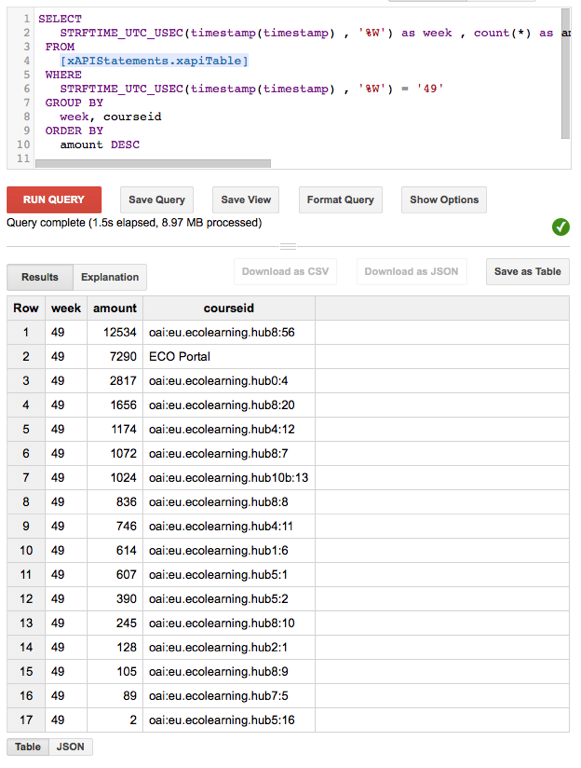 1 SELECT
2 STRFTIME_UTC_USEC(timestamp(timestamp) , '%W') as week , count(*) as
3 FROM
4 [xAPIStatements.xapiTable]
5 WHERE
6 STRFTIME_UTC_USEC(timestamp(timestamp) , '%W') = '49'
7 GROUP BY
8 week, courseid
9 ORDER BY
10 amount DESC
11
RUN QUERY Save Query Save View Format Query Show Options
Query complete (1.5s elapsed, 8.97 MB processed)
Results Explanation Download as CSV Download as JSON Save as Table
Row week amount courseid
1 49 12534 oai:eu.ecolearning.hub8:56
2 49 7290 ECO Portal
3 49 2817 oai:eu.ecolearning.hub0:4
4 49 1656 oai:eu.ecolearning.hub8:20
5 49 1174 oai:eu.ecolearning.hub4:12
6 49 1072 oai:eu.ecolearning.hub8:7
7 49 1024 oai:eu.ecolearning.hub10b:13
8 49 836 oai:eu.ecolearning.hub8:8
9 49 746 oai:eu.ecolearning.hub4:11
10 49 614 oai:eu.ecolearning.hub1:6
11 49 607 oai:eu.ecolearning.hub5:1
12 49 390 oai:eu.ecolearning.hub5:2
13 49 245 oai:eu.ecolearning.hub8:10
14 49 128 oai:eu.ecolearning.hub2:1
15 49 105 oai:eu.ecolearning.hub8:9
16 49 89 oai:eu.ecolearning.hub7:5
17 49 2 oai:eu.ecolearning.hub5:16
Table JSON